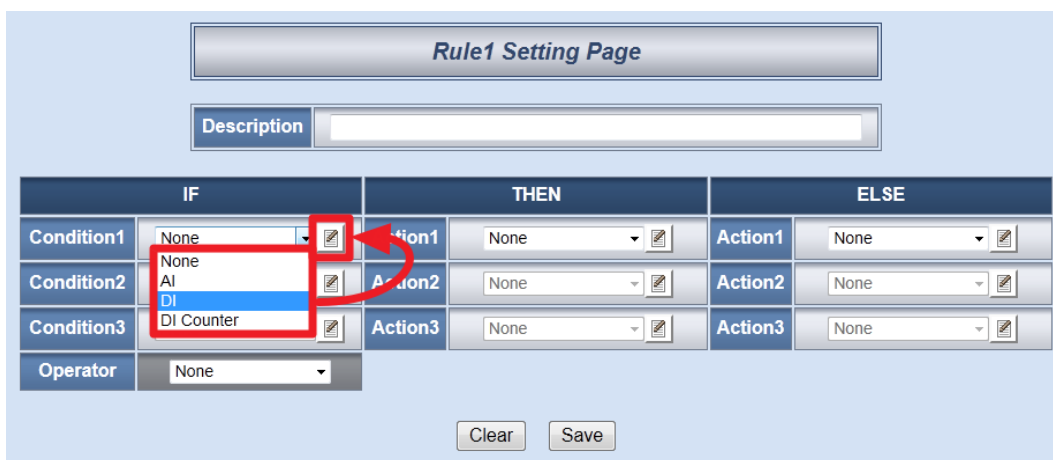 Rule1 Setting Page
Description
IF THEN ELSE
Condition1 None Action1 None Action1 None
None
Condition2 AI Action2 None Action2 None
DI
Condition3 DI Counter Action3 None Action3 None
Operator None
Clear Save